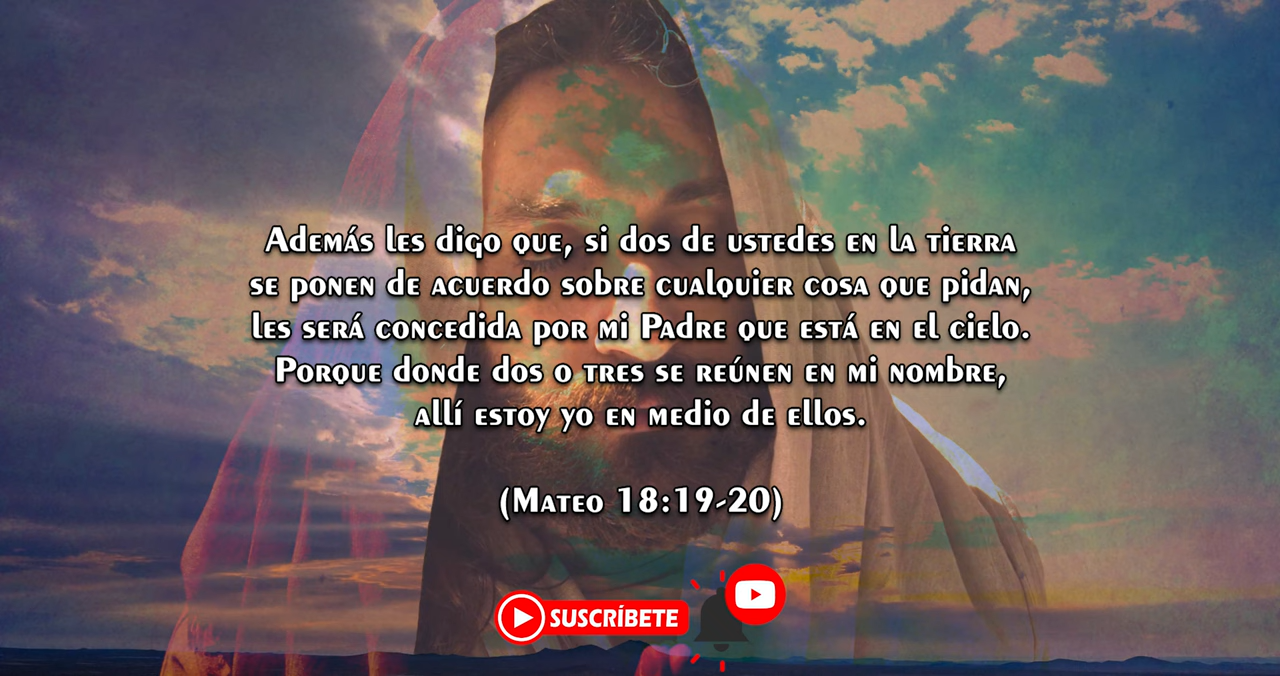 Además les digo que, si dos de ustedes en la tierra
se ponen de acuerdo sobre cualquier cosa que pidan,
les será concedida por mi Padre que está en el cielo.
Porque donde dos o tres se reúnen en mi nombre,
allí estoy yo en medio de ellos.
(Mateo 18:19-20)
SUSCRÍBETE